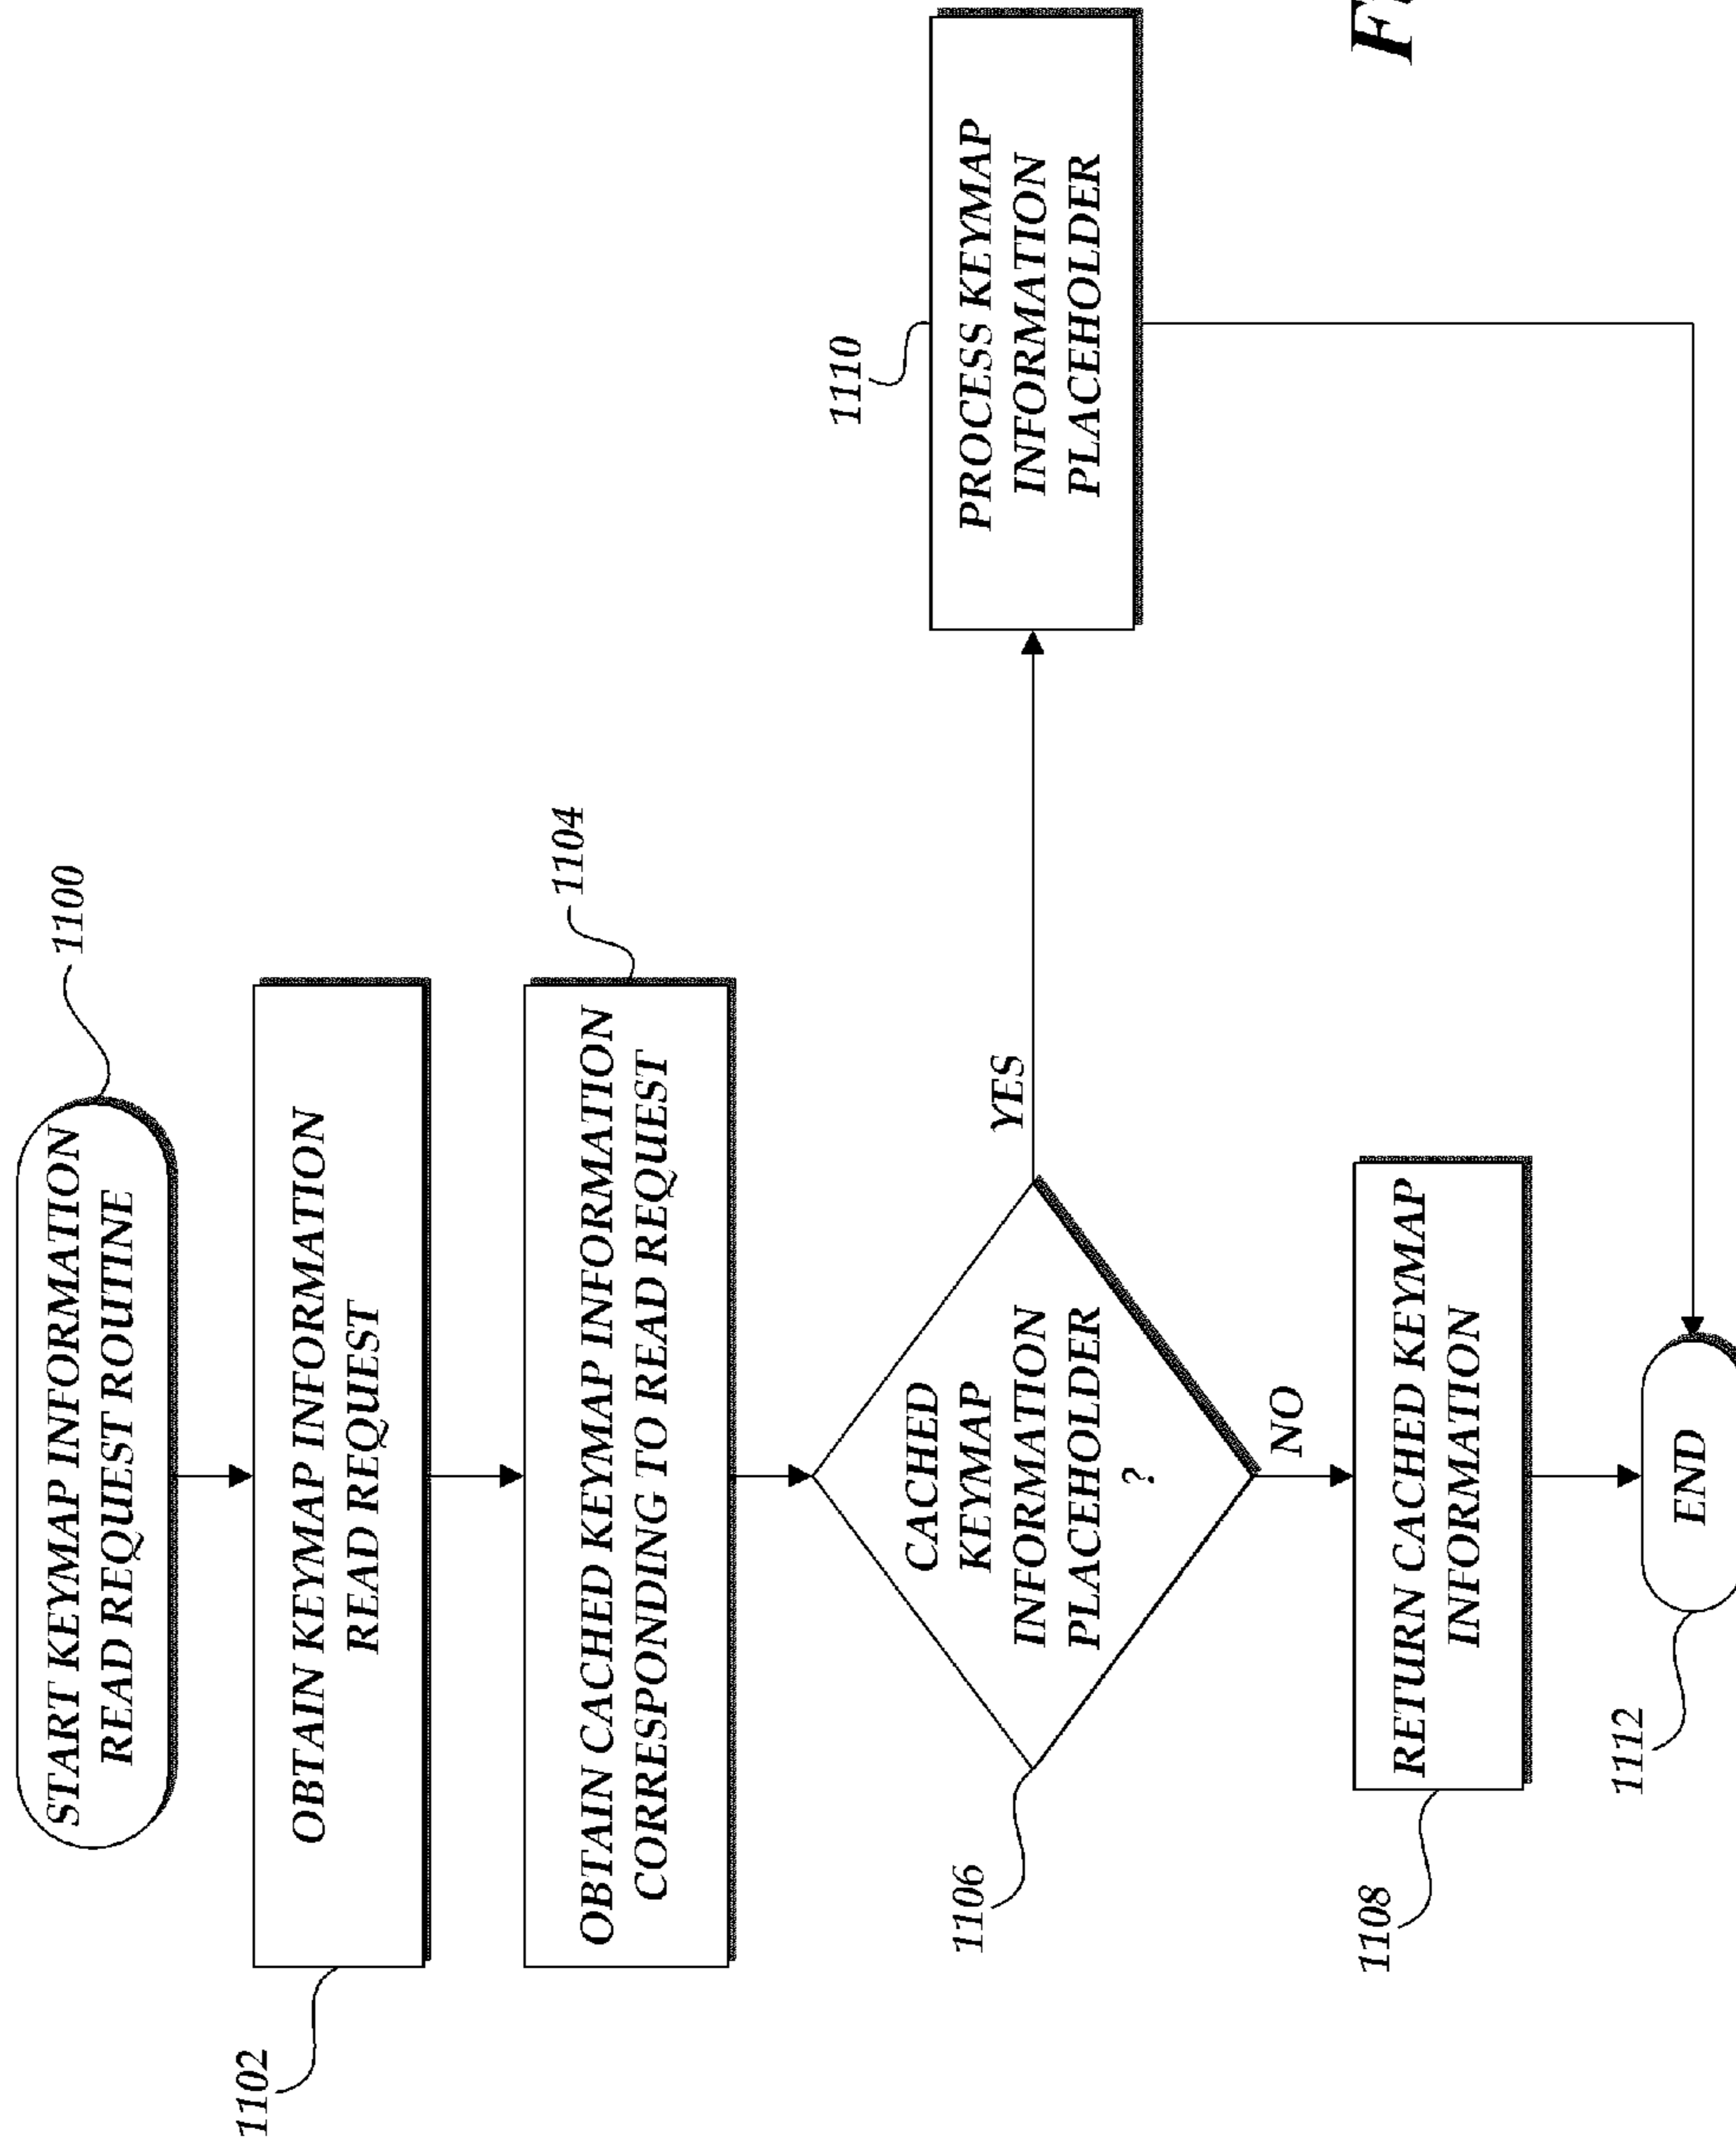 START KEYMAP INFORMATION
READ REQUEST ROUTINE
1100
OBTAIN KEYMAP INFORMATION
READ REQUEST
1102
OBTAIN CACHED KEYMAP INFORMATION
CORRESPONDING TO READ REQUEST
1104
CACHED
KEYMAP
INFORMATION
PLACEHOLDER
?
1106
YES
PROCESS KEYMAP
INFORMATION
PLACEHOLDER
1110
NO
RETURN CACHED KEYMAP
INFORMATION
1108
END
1112